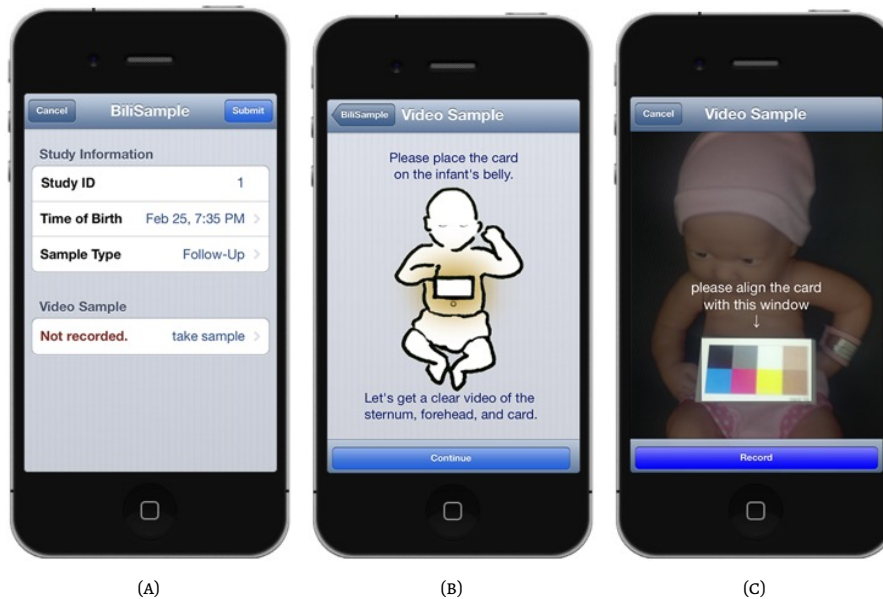 Cancel BiliSample Submit
Study Information
Study ID 1
Time of Birth Feb 25, 7:35 PM
Sample Type Follow-Up
Video Sample
Not recorded. take sample
(A)
BiliSample Video Sample
Please place the card
on the infant's belly.
Let's get a clear video of the
sternum, forehead, and card.
Continue
(B)
Cancel Video Sample
please align the card
with this window
↓
Record
(C)